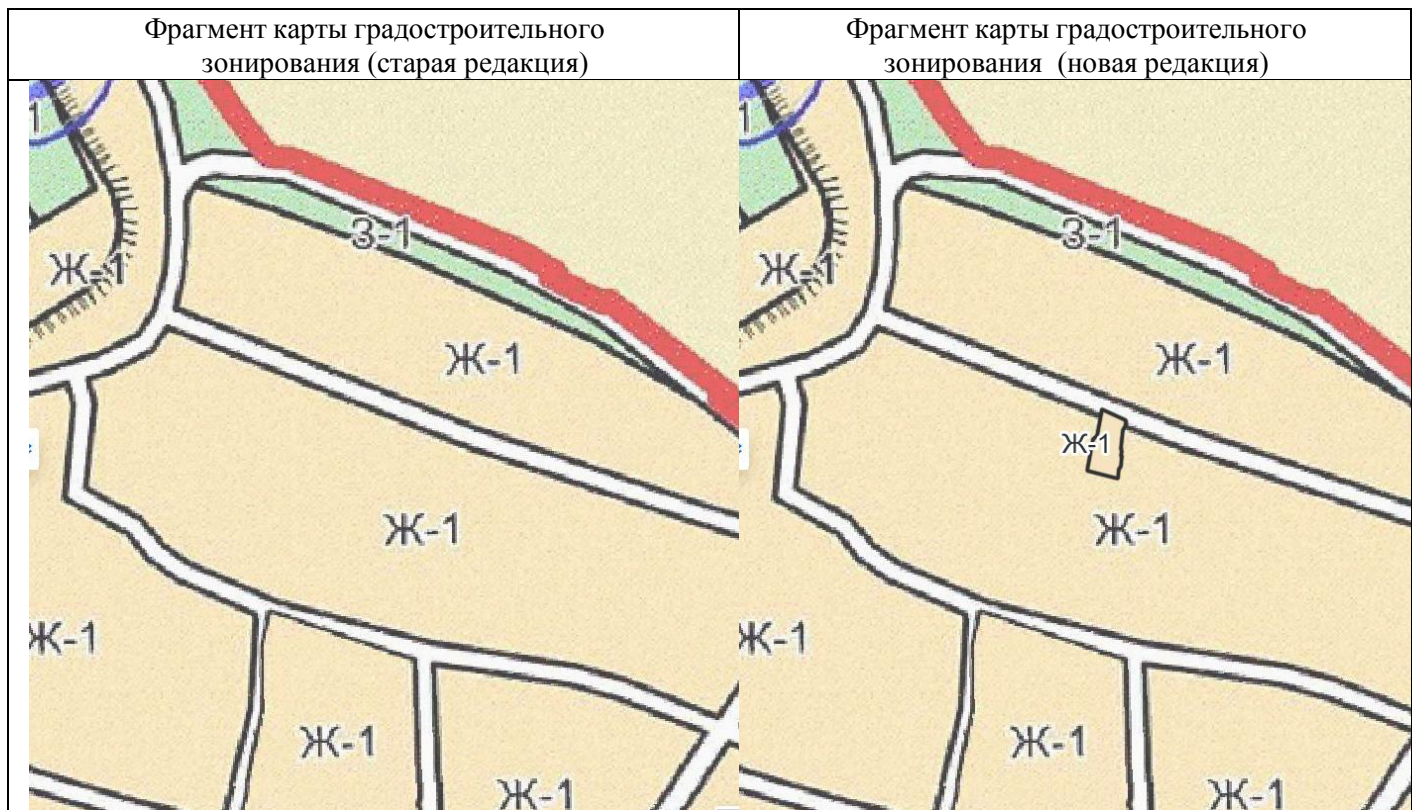 Фрагмент карты градостроительного
зонирования (старая редакция)
Фрагмент карты градостроительного
зонирования (новая редакция)
1
З-1
Ж-1
Ж-1
Ж-1
Ж-1
Ж-1
Ж-1
1
З-1
Ж-1
Ж-1
Ж-1
Ж-1
Ж-1
Ж-1
Ж-1